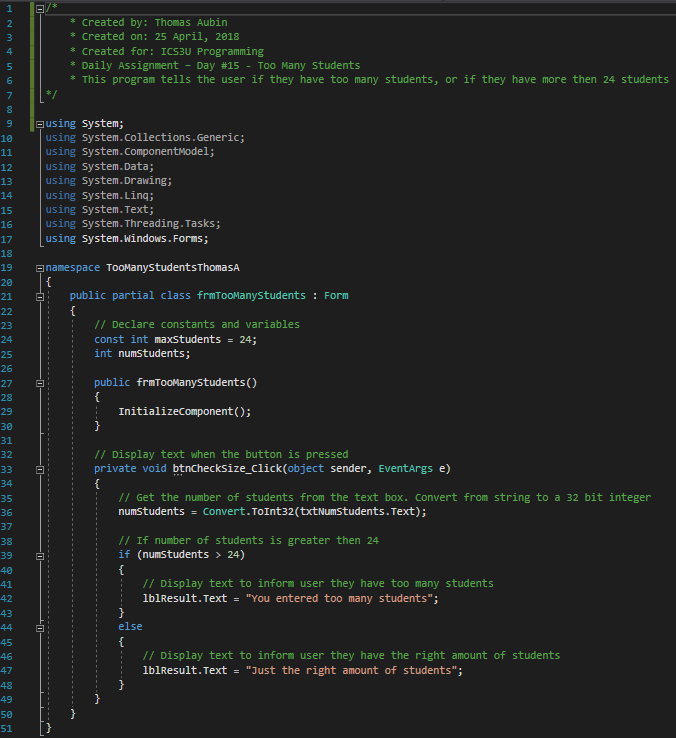 1 /*
2 * Created by: Thomas Aubin
3 * Created on: 25 April, 2018
4 * Created for: ICS3U Programming
5 * Daily Assignment – Day #15 - Too Many Students
6 * This program tells the user if they have too many students, or if they have more then 24 students
7 */
8
9 using System;
10 using System.Collections.Generic;
11 using System.ComponentModel;
12 using System.Data;
13 using System.Drawing;
14 using System.Linq;
15 using System.Text;
16 using System.Threading.Tasks;
17 using System.Windows.Forms;
18
19 namespace TooManyStudentsThomasA
20 {
21 public partial class frmTooManyStudents : Form
22 {
23 // Declare constants and variables
24 const int maxStudents = 24;
25 int numStudents;
26
27 public frmTooManyStudents()
28 {
29 InitializeComponent();
30 }
31
32 // Display text when the button is pressed
33 private void btnCheckSize_Click(object sender, EventArgs e)
34 {
35 // Get the number of students from the text box. Convert from string to a 32 bit integer
36 numStudents = Convert.ToInt32(txtNumStudents.Text);
37
38 // If number of students is greater then 24
39 if (numStudents > 24)
40 {
41 // Display text to inform user they have too many students
42 lblResult.Text = "You entered too many students";
43 }
44 else
45 {
46 // Display text to inform user they have the right amount of students
47 lblResult.Text = "Just the right amount of students";
48 }
49 }
50 }
51 }